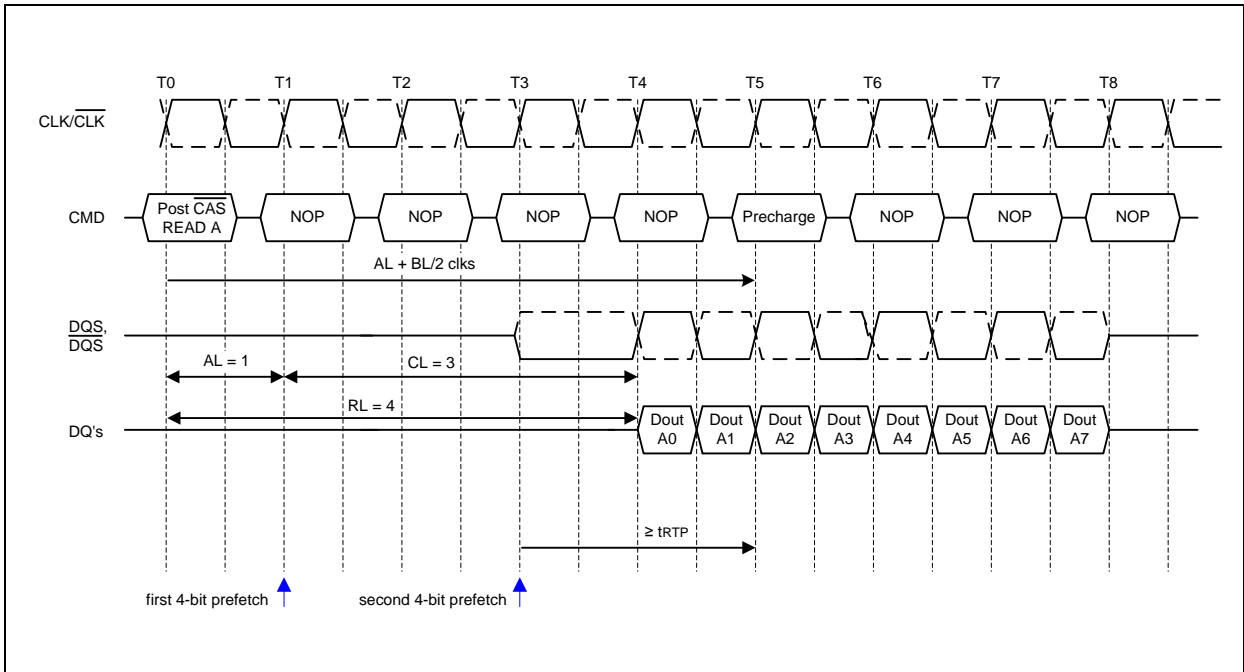 T0 T1 T2 T3 T4 T5 T6 T7 T8
CLK/CLK
CMD
Post CAS
READ A
NOP NOP NOP NOP Precharge NOP NOP NOP
AL + BL/2 clks
DQS,
DQS
AL = 1
CL = 3
RL = 4
DQ's
Dout Dout Dout Dout Dout Dout Dout Dout
A0 A1 A2 A3 A4 A5 A6 A7
≥ tRTP
first 4-bit prefetch
second 4-bit prefetch